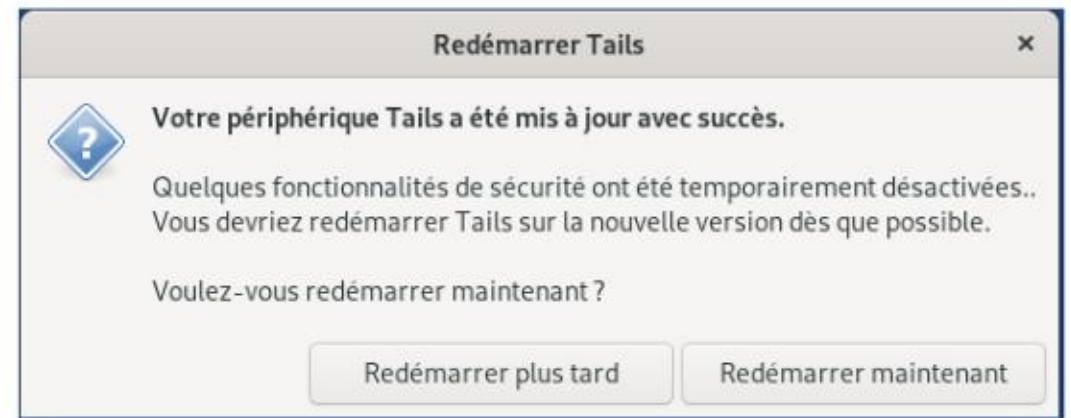 Redémarrer Tails ×
Votre périphérique Tails a été mis à jour avec succès.
Quelques fonctionnalités de sécurité ont été temporairement désactivées..
Vous devriez redémarrer Tails sur la nouvelle version dès que possible.
Voulez-vous redémarrer maintenant ?
Redémarrer plus tard Redémarrer maintenant